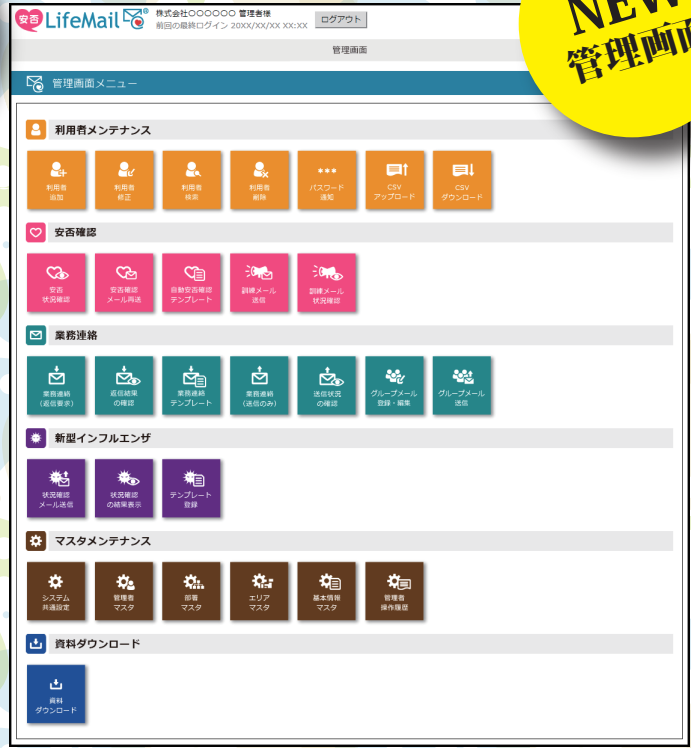 安否 LifeMail ®
株式会社○○○○○○ 管理者様
前回の最終ログイン 20XX/XX/XX XX:XX
ログアウト
NEW
管理画面
管理画面
管理画面メニュー
利用者メンテナンス
利用者
追加
利用者
修正
利用者
検索
利用者
削除
パスワード
通知
CSV
アップロード
CSV
ダウンロード
安否確認
安否
状況確認
安否確認
メール再送
自動安否確認
テンプレート
訓練メール
送信
訓練メール
状況確認
業務連絡
業務連絡
(返信要求)
返信結果
の確認
業務連絡
テンプレート
業務連絡
(送信のみ)
送信状況
の確認
グループメール
登録・編集
グループメール
送信
新型インフルエンザ
状況確認
メール送信
状況確認
の結果表示
テンプレート
登録
マスタメンテナンス
システム
共通設定
管理者
マスタ
部署
マスタ
エリア
マスタ
基本情報
マスタ
管理者
操作履歴
資料ダウンロード
資料
ダウンロード